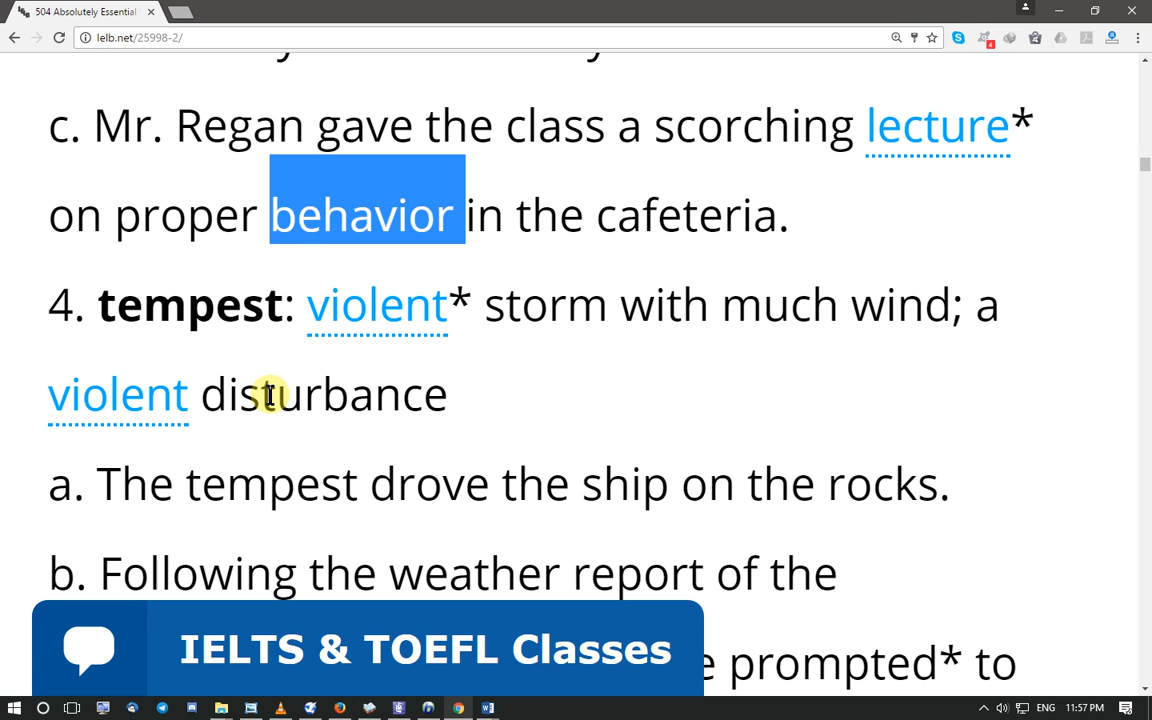 504 Absolutely Essential
lelb.net/25998-2/
c. Mr. Regan gave the class a scorching lecture*
on proper behavior in the cafeteria.
4. tempest: violent* storm with much wind; a
violent disturbance
a. The tempest drove the ship on the rocks.
b. Following the weather report of the
prompted* to
IELTS & TOEFL Classes
ENG 11:57 PM